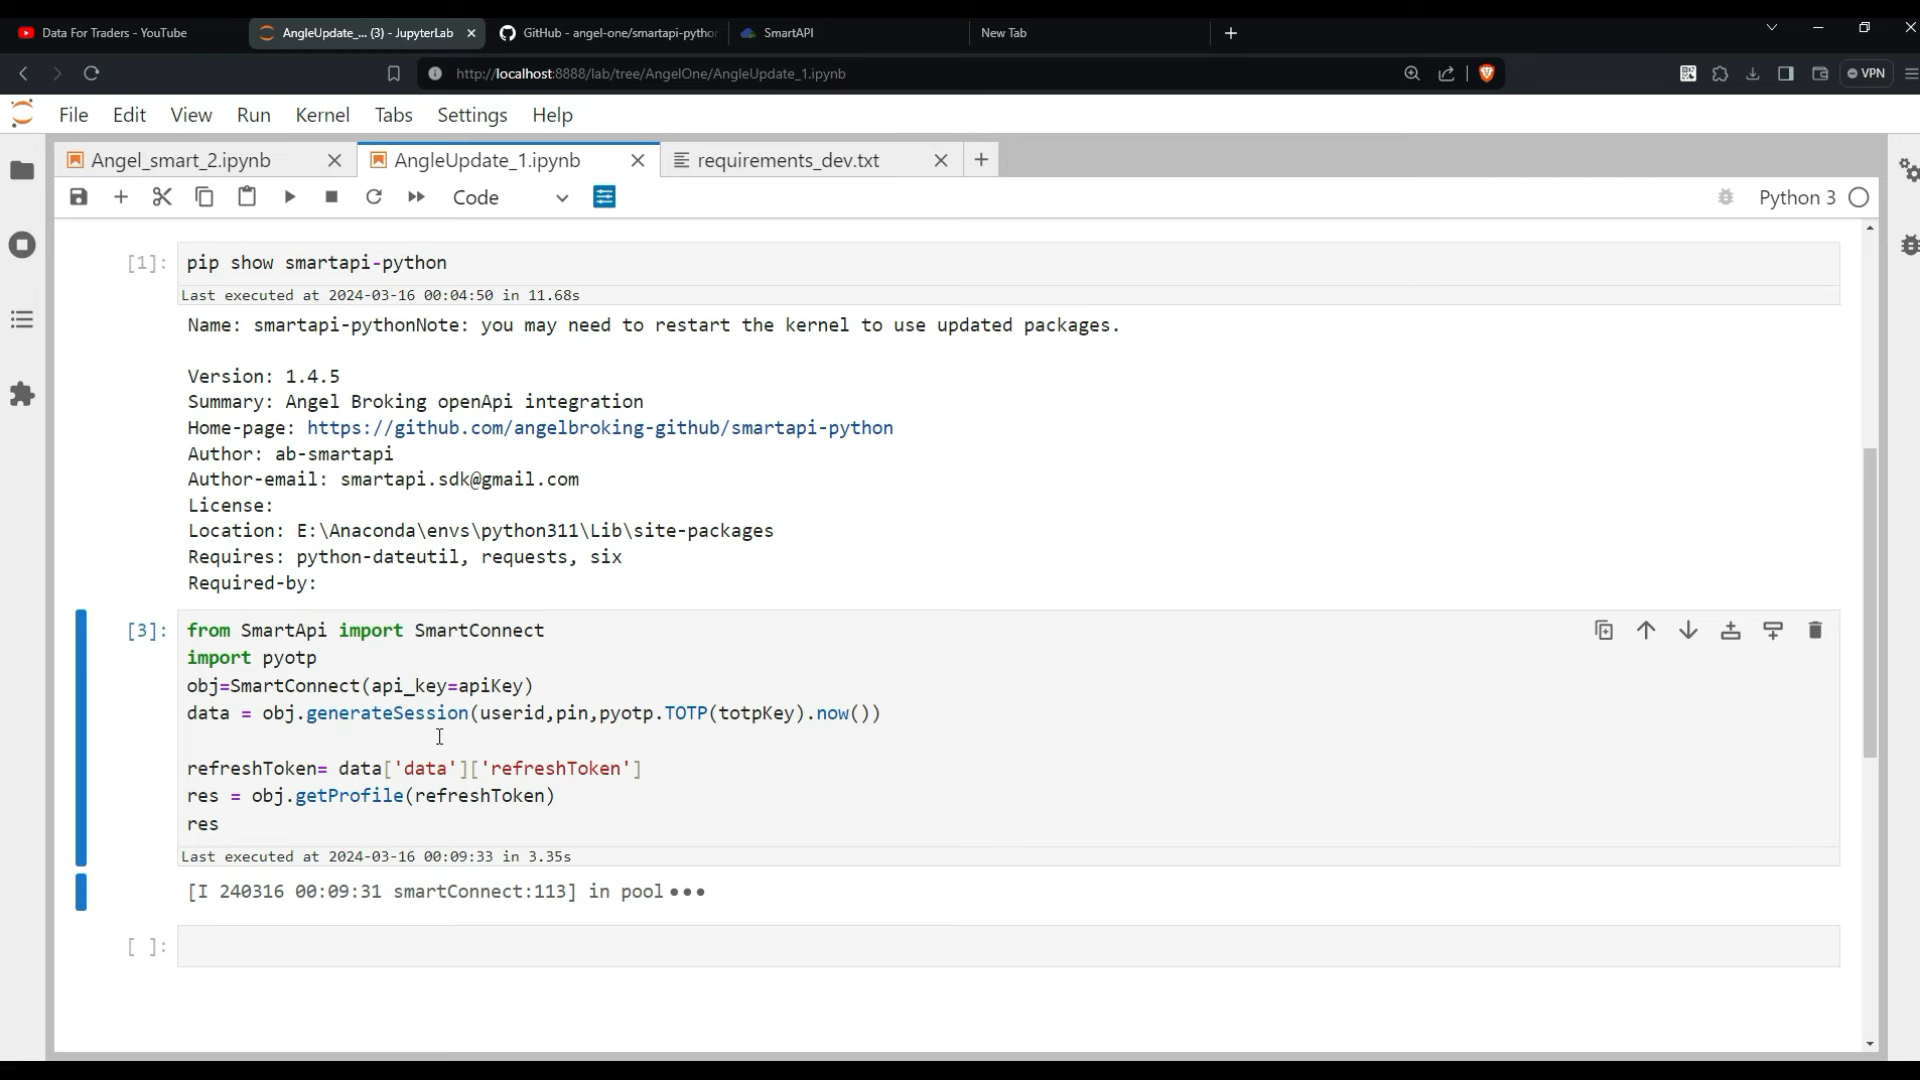 Data For Traders - YouTube
AngleUpdate_... (3) - JupyterLab
GitHub - angel-one/smartapi-pytho
SmartAPI
New Tab
http://localhost:8888/lab/tree/AngelOne/AngleUpdate_1.ipynb
VPN
File Edit View Run Kernel Tabs Settings Help
Angel_smart_2.ipynb
AngleUpdate_1.ipynb
requirements_dev.txt
Code
Python 3
[1]: pip show smartapi-python
Last executed at 2024-03-16 00:04:50 in 11.68s
Name: smartapi-pythonNote: you may need to restart the kernel to use updated packages.
Version: 1.4.5
Summary: Angel Broking openApi integration
Home-page: https://github.com/angelbroking-github/smartapi-python
Author: ab-smartapi
Author-email: smartapi.sdk@gmail.com
License:
Location: E:\Anaconda\envs\python311\Lib\site-packages
Requires: python-dateutil, requests, six
Required-by:
[3]: from SmartApi import SmartConnect
import pyotp
obj=SmartConnect(api_key=apiKey)
data = obj.generateSession(userid,pin,pyotp.TOTP(totpKey).now())
refreshToken= data['data']['refreshToken']
res = obj.getProfile(refreshToken)
res
Last executed at 2024-03-16 00:09:33 in 3.35s
[I 240316 00:09:31 smartConnect:113] in pool •••
[ ]: